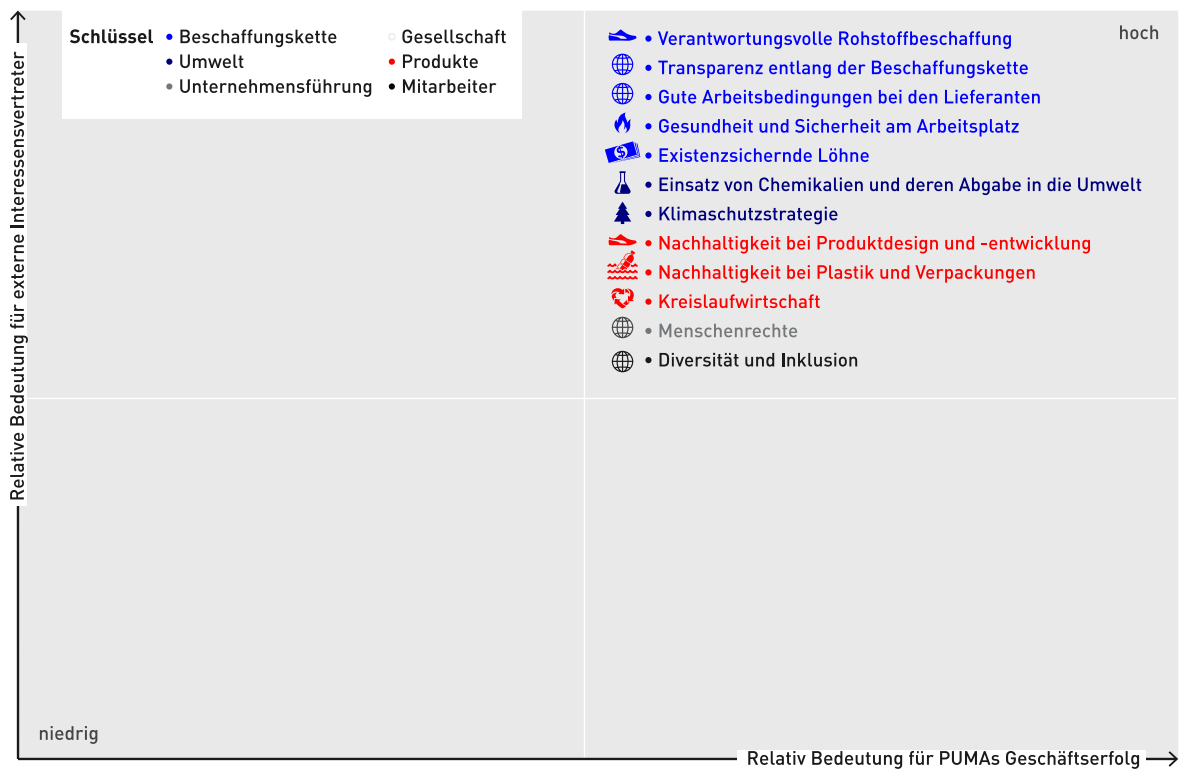 Relative Bedeutung für externe Interessensvertreter
Schlüssel
• Beschaffungskette
• Umwelt
• Unternehmensführung
Gesellschaft
• Produkte
• Mitarbeiter
hoch
• Verantwortungsvolle Rohstoffbeschaffung
• Transparenz entlang der Beschaffungskette
• Gute Arbeitsbedingungen bei den Lieferanten
• Gesundheit und Sicherheit am Arbeitsplatz
$
• Existenzsichernde Löhne
• Einsatz von Chemikalien und deren Abgabe in die Umwelt
• Klimaschutzstrategie
• Nachhaltigkeit bei Produktdesign und -entwicklung
• Nachhaltigkeit bei Plastik und Verpackungen
• Kreislaufwirtschaft
• Menschenrechte
• Diversität und Inklusion
niedrig
Relativ Bedeutung für PUMAs Geschäftserfolg